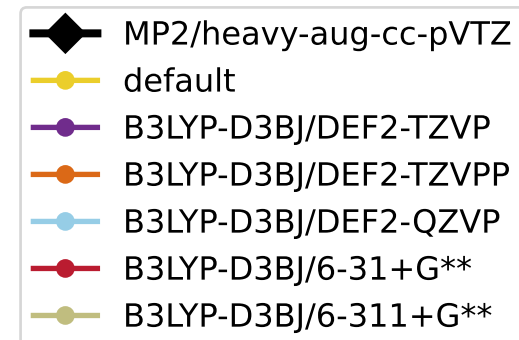 MP2/heavy-aug-cc-pVTZ
default
B3LYP-D3BJ/DEF2-TZVP
B3LYP-D3BJ/DEF2-TZVPP
B3LYP-D3BJ/DEF2-QZVP
B3LYP-D3BJ/6-31+G**
B3LYP-D3BJ/6-311+G**